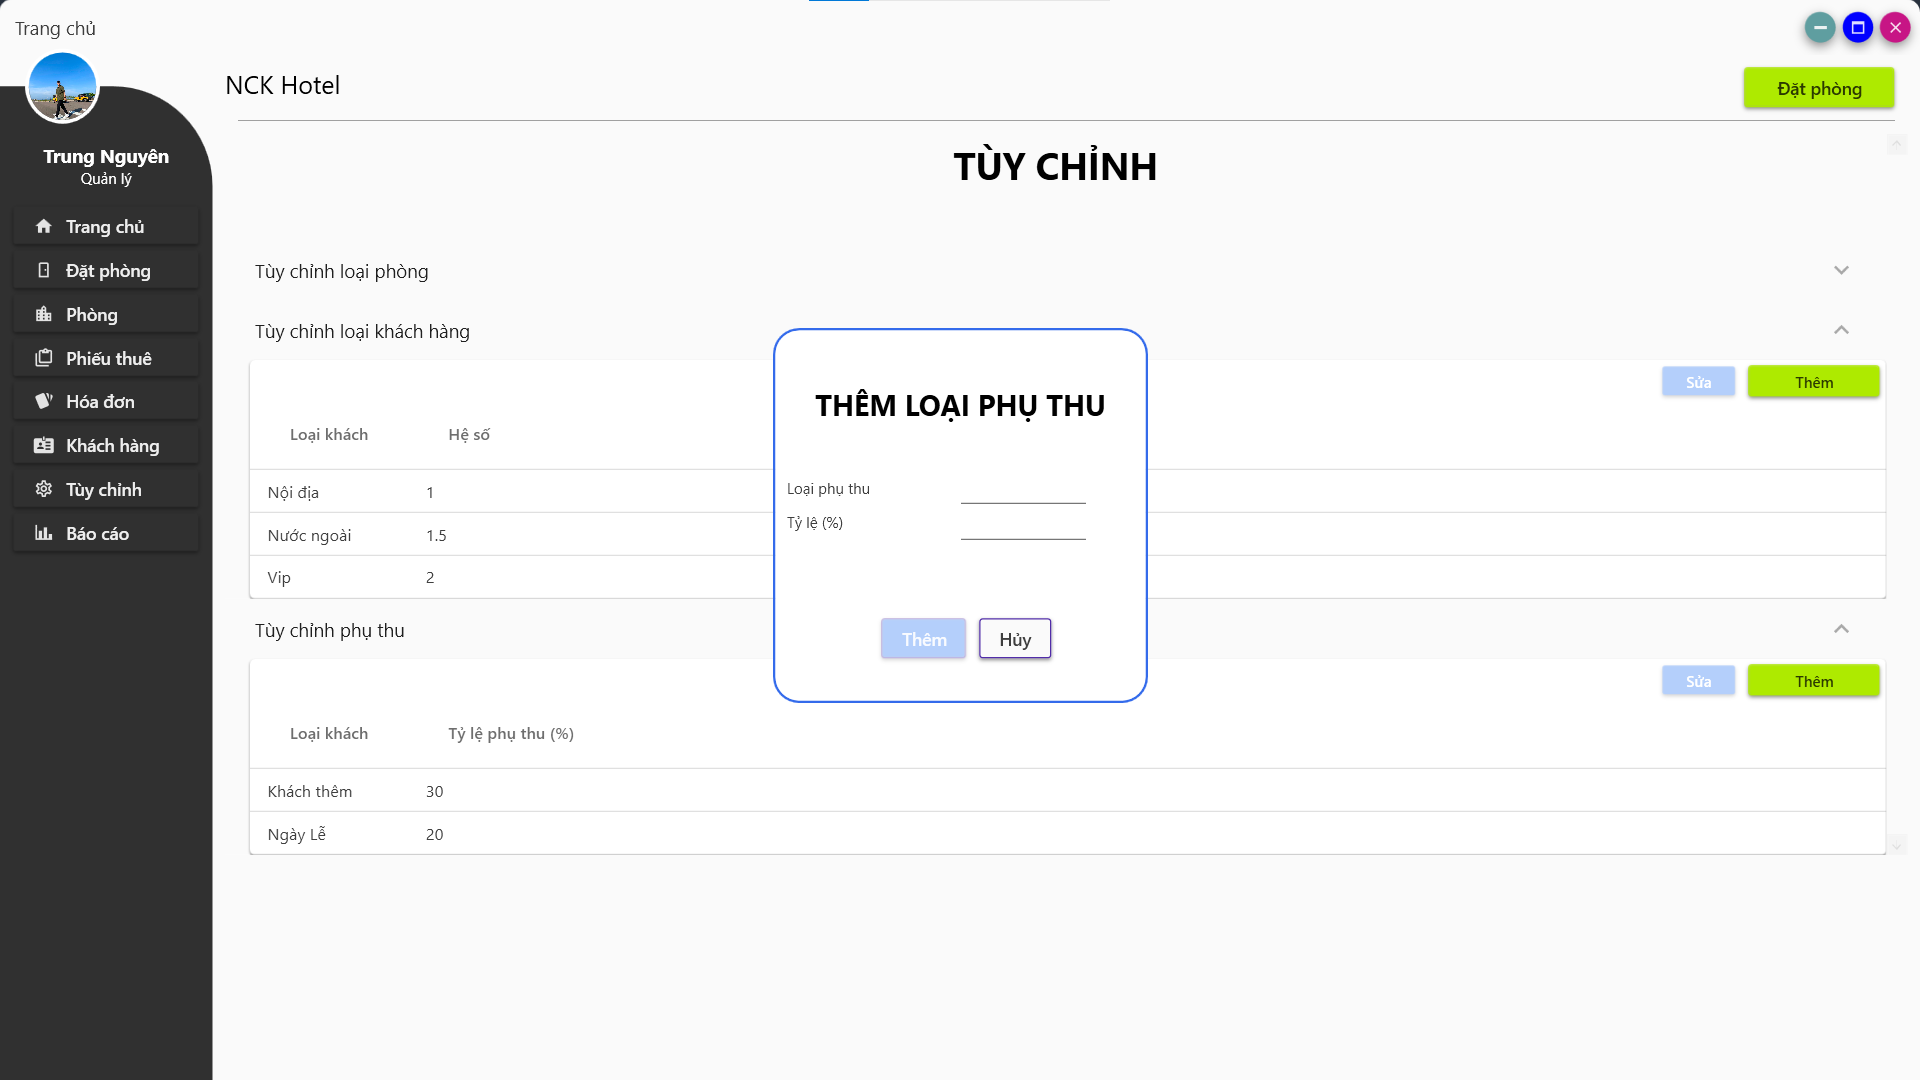 Trang chủ
NCK Hotel
Đặt phòng
Trung Nguyên
Quản lý
Trang chủ
Đặt phòng
Phòng
Phiếu thuê
Hóa đơn
Khách hàng
Tùy chỉnh
Báo cáo
TÙY CHỈNH
Tùy chỉnh loại phòng
Tùy chỉnh loại khách hàng
Sửa Thêm
Loại khách Hệ số
Nội địa 1
Nước ngoài 1.5
Vip 2
Tùy chỉnh phụ thu
Sửa Thêm
Loại khách Tỷ lệ phụ thu (%)
Khách thêm 30
Ngày Lễ 20
THÊM LOẠI PHỤ THU
Loại phụ thu
Tỷ lệ (%)
Thêm Hủy